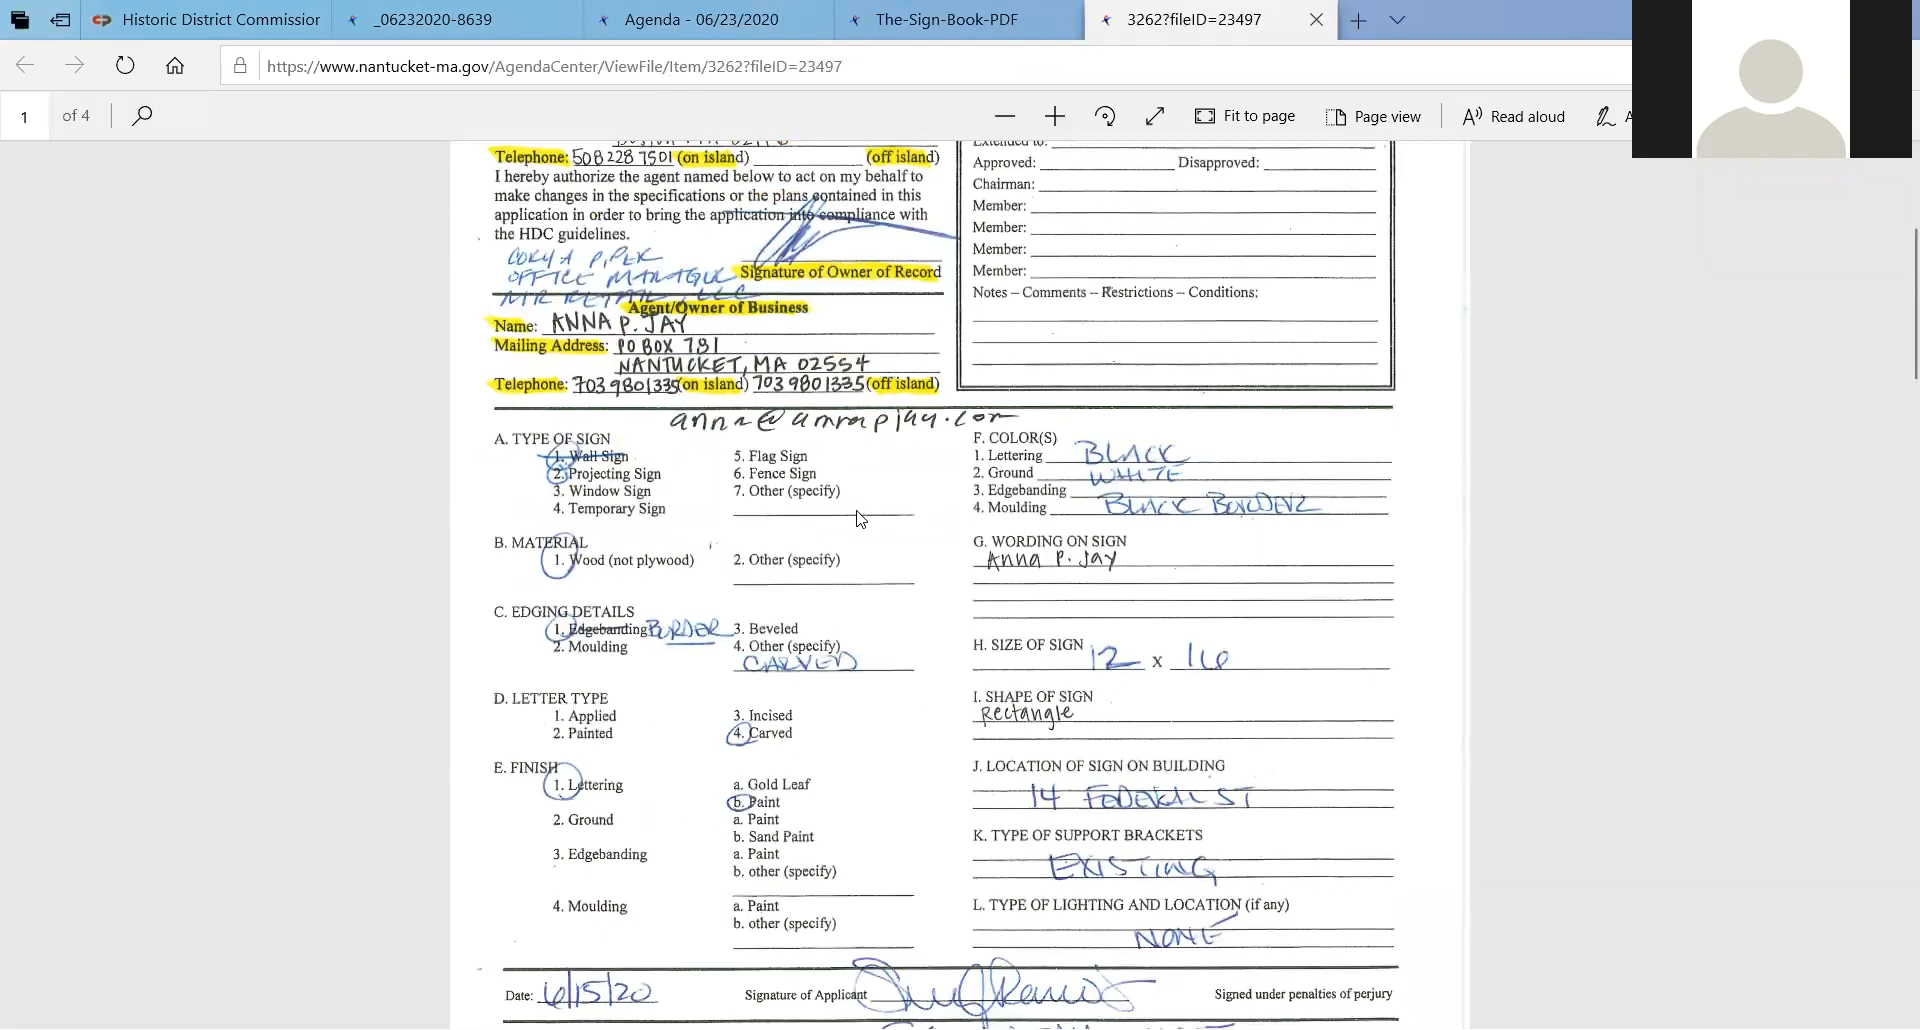 Historic District Commission
_06232020-8639
Agenda - 06/23/2020
The-Sign-Book-PDF
3262?fileID=23497
https://www.nantucket-ma.gov/AgendaCenter/ViewFile/Item/3262?fileID=23497
1 of 4
Fit to page
Page view
Read aloud
A
Telephone: 508 228 7501 (on island) (off island)
I hereby authorize the agent named below to act on my behalf to
make changes in the specifications or the plans contained in this
application in order to bring the application into compliance with
the HDC guidelines.
OFFICE MANAGER
Signature of Owner of Record
RETAIL, LLC
Agent/Owner of Business
Name: ANNA P. JAY
Mailing Address: PO BOX 781
NANTUCKET, MA 02554
Telephone: 703 980 1335 (on island) 703 980 1335 (off island)
anna@annapjay.com
Extended to:
Approved: Disapproved:
Chairman:
Member:
Member:
Member:
Member:
Notes – Comments – Restrictions – Conditions:
A. TYPE OF SIGN
1. Wall Sign
2. Projecting Sign
3. Window Sign
4. Temporary Sign
5. Flag Sign
6. Fence Sign
7. Other (specify)
B. MATERIAL
1. Wood (not plywood)
2. Other (specify)
C. EDGING DETAILS
1. Edgebanding BORDER
2. Moulding
3. Beveled
4. Other (specify)
CARVED
D. LETTER TYPE
1. Applied
2. Painted
3. Incised
4. Carved
E. FINISH
1. Lettering
a. Gold Leaf
b. Paint
2. Ground
a. Paint
b. Sand Paint
3. Edgebanding
a. Paint
b. other (specify)
4. Moulding
a. Paint
b. other (specify)
F. COLOR(S)
1. Lettering BLACK
2. Ground WHITE
3. Edgebanding
4. Moulding BLACK BORDER
G. WORDING ON SIGN
Anna P. Jay
H. SIZE OF SIGN
12 x 16
I. SHAPE OF SIGN
Rectangle
J. LOCATION OF SIGN ON BUILDING
14 FEDERAL ST
K. TYPE OF SUPPORT BRACKETS
EXISTING
L. TYPE OF LIGHTING AND LOCATION (if any)
NONE
Date: 6/15/20
Signature of Applicant
Signed under penalties of perjury